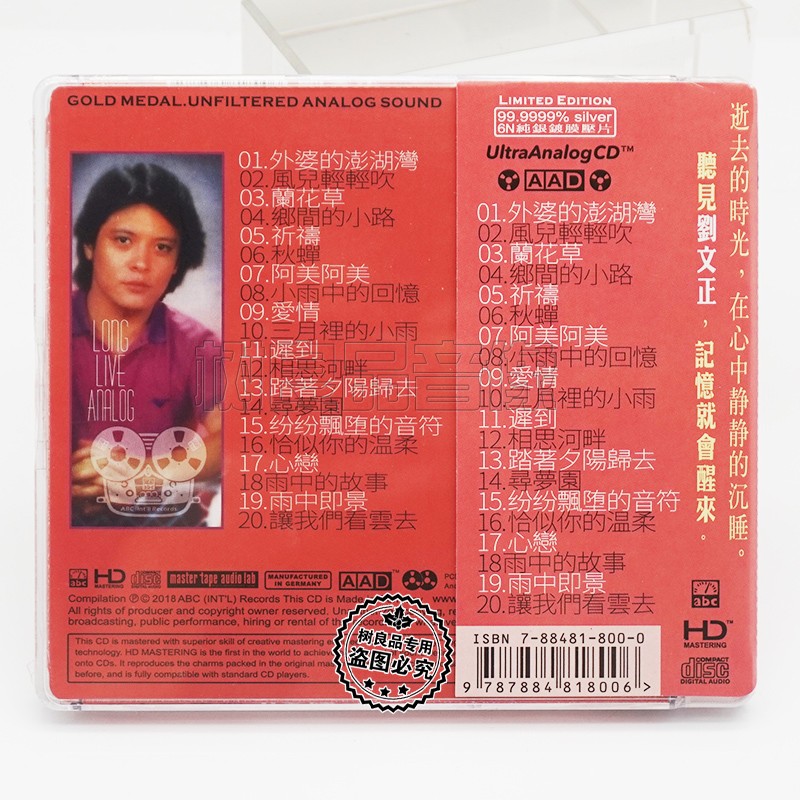 GOLD MEDAL.UNFILTERED ANALOG SOUND
01.外婆的澎湖灣
02.風兒輕輕吹
03.蘭花草
04.鄉間的小路
05.祈禱
06.秋蟬
07.阿美阿美
08.小雨中的回憶
09.愛情
10.三月裡的小雨
11.遲到
12.相思河畔
13.踏著夕陽歸去
14.尋夢園
15.纷纷飄墮的音符
16.恰似你的温柔
17.心戀
18雨中的故事
19.雨中即景
20.讓我們看雲去
LONG
LIVE
ANALOG
ABC(Int'l) Records
abc
HD
MASTERING
disc
master tape audio lab
MANUFACTURED
IN GERMANY
AAD
Compilation ℗ © 2018 ABC (INT'L) Records This CD is Made
All rights of producer and copyright owner reserved.
broadcasting, public performance, hiring or rental of the
This CD is mastered with superior skill of creative mastering
technology. HD MASTERING is the first in the world to achieve
onto CDs. It reproduces the charms packed in the original
before, and is fully compatible with standard CD players.
LIMITED EDITION
99.9999% silver
6N純銀鍍膜壓片
UltraAnalogCD™
AAD
01.外婆的澎湖灣
02.風兒輕輕吹
03.蘭花草
04.鄉間的小路
05.祈禱
06.秋蟬
07.阿美阿美
08.小雨中的回憶
09.愛情
10.三月裡的小雨
11.遲到
12.相思河畔
13.踏著夕陽歸去
14.尋夢園
15.纷纷飄墮的音符
16.恰似你的温柔
17.心戀
18雨中的故事
19.雨中即景
20.讓我們看雲去
逝去的時光，在心中静静的沉睡。
聽見劉文正，記憶就會醒來。
ISBN 7-88481-800-0
9 787884 818006 >
abc
HD™
MASTERING
COMPACT
disc
DIGITAL AUDIO
树良品专用
盗图必究